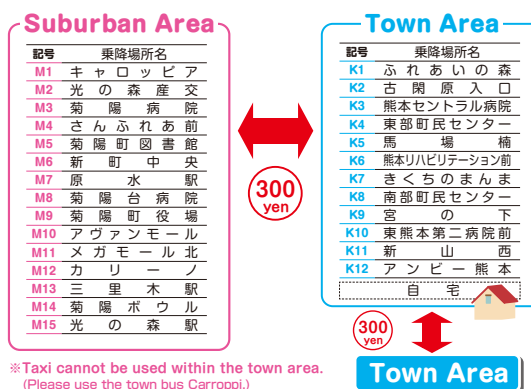 Suburban Area
記号 乗降場所名
M1 キャロッピア
M2 光の森産交
M3 菊陽病院
M4 さんふれあ前
M5 菊陽町図書館
M6 新町中央
M7 原水駅
M8 菊陽台病院
M9 菊陽町役場
M10 アヴァンモール
M11 メガモール北
M12 カリーノ
M13 三里木駅
M14 菊陽ボウル
M15 光の森駅
300
yen
Town Area
記号 乗降場所名
K1 ふれあいの森
K2 古閑原入口
K3 熊本セントラル病院
K4 東部町民センター
K5 馬場楠
K6 熊本リハビリテーション前
K7 きくちのまんま
K8 南部町民センター
K9 宮の下
K10 東熊本第二病院前
K11 新山西
K12 アンビー熊本
自宅
300
yen
Town Area
※Taxi cannot be used within the town area.
(Please use the town bus Carroppi.)